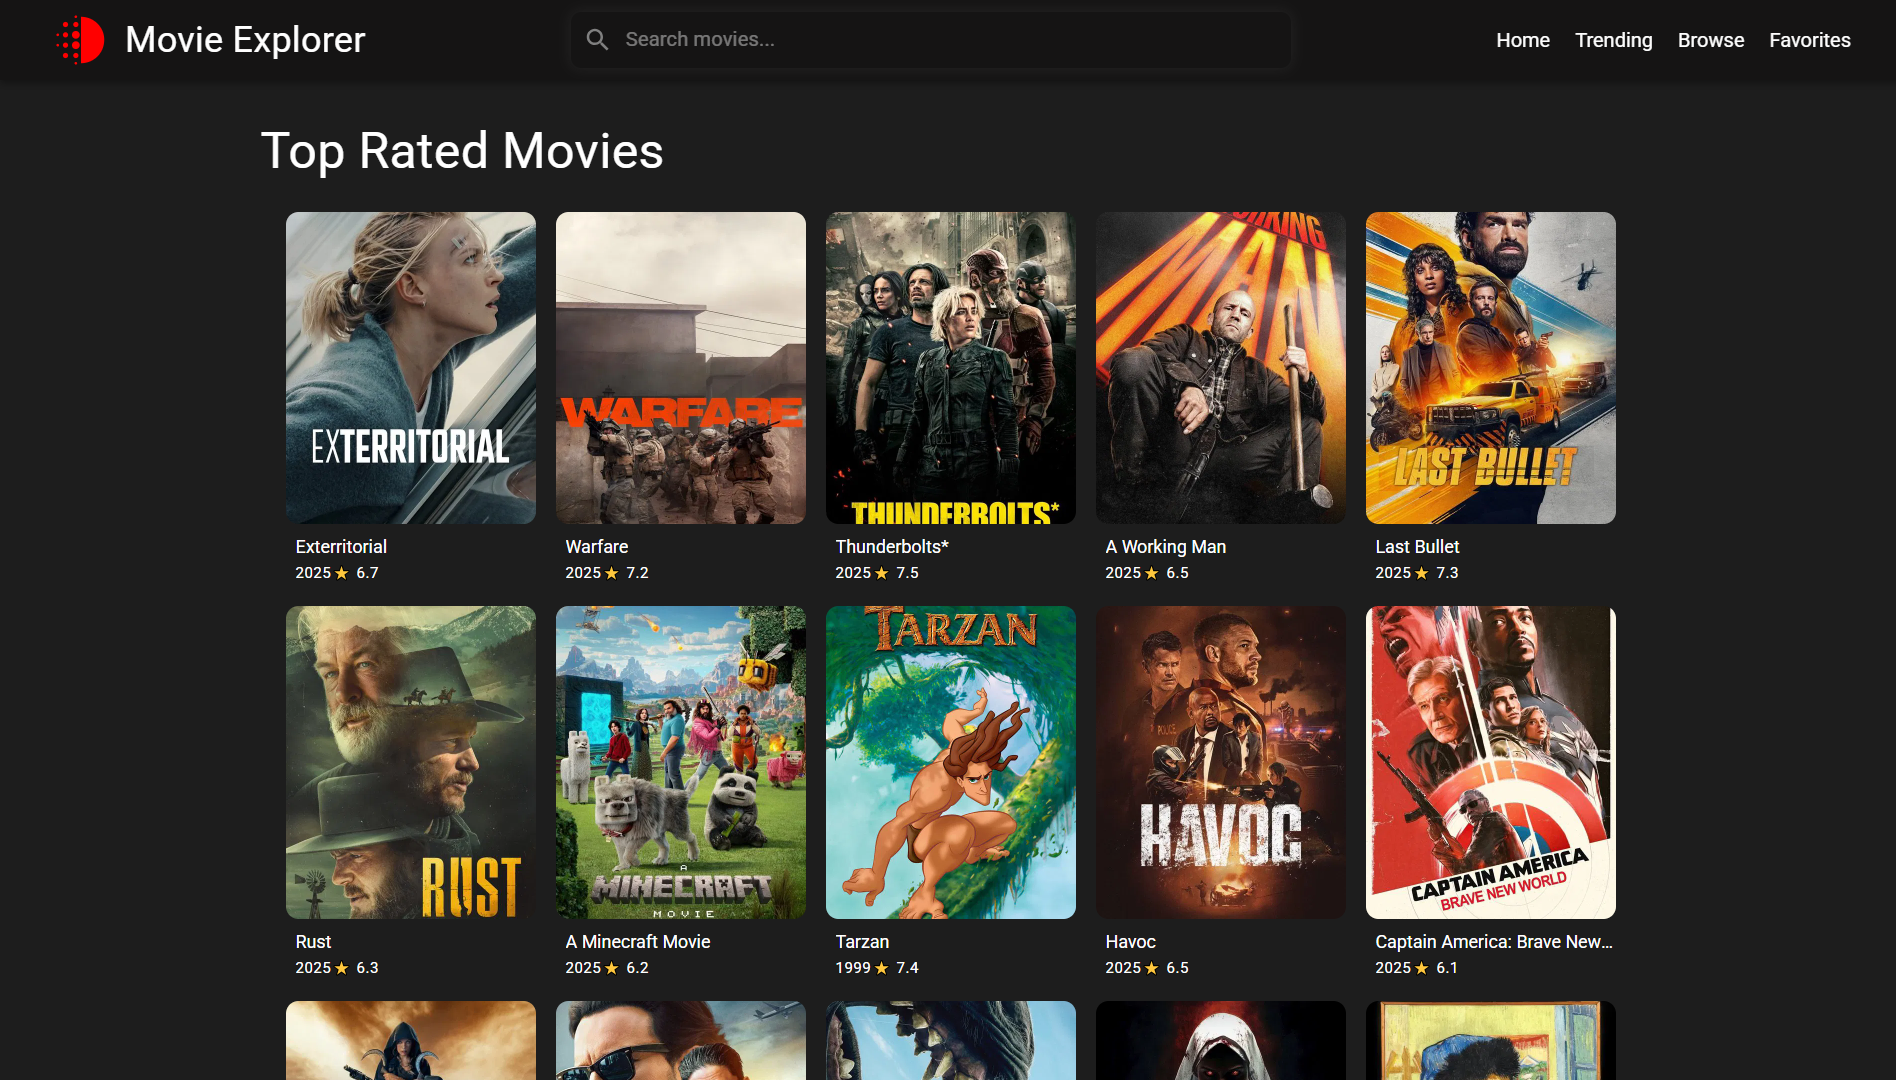 Movie Explorer
Search movies...
Home
Trending
Browse
Favorites
Top Rated Movies
EXTERRITORIAL
WARFARE
THUNDERBOLTS*
MAN
LAST BULLET
Exterritorial
2025 ★ 6.7
Warfare
2025 ★ 7.2
Thunderbolts*
2025 ★ 7.5
A Working Man
2025 ★ 6.5
Last Bullet
2025 ★ 7.3
RUST
A
MINECRAFT
MOVIE
TARZAN
POLICE
HAVOC
CAPTAIN AMERICA
BRAVE NEW WORLD
Rust
2025 ★ 6.3
A Minecraft Movie
2025 ★ 6.2
Tarzan
1999 ★ 7.4
Havoc
2025 ★ 6.5
Captain America: Brave New...
2025 ★ 6.1